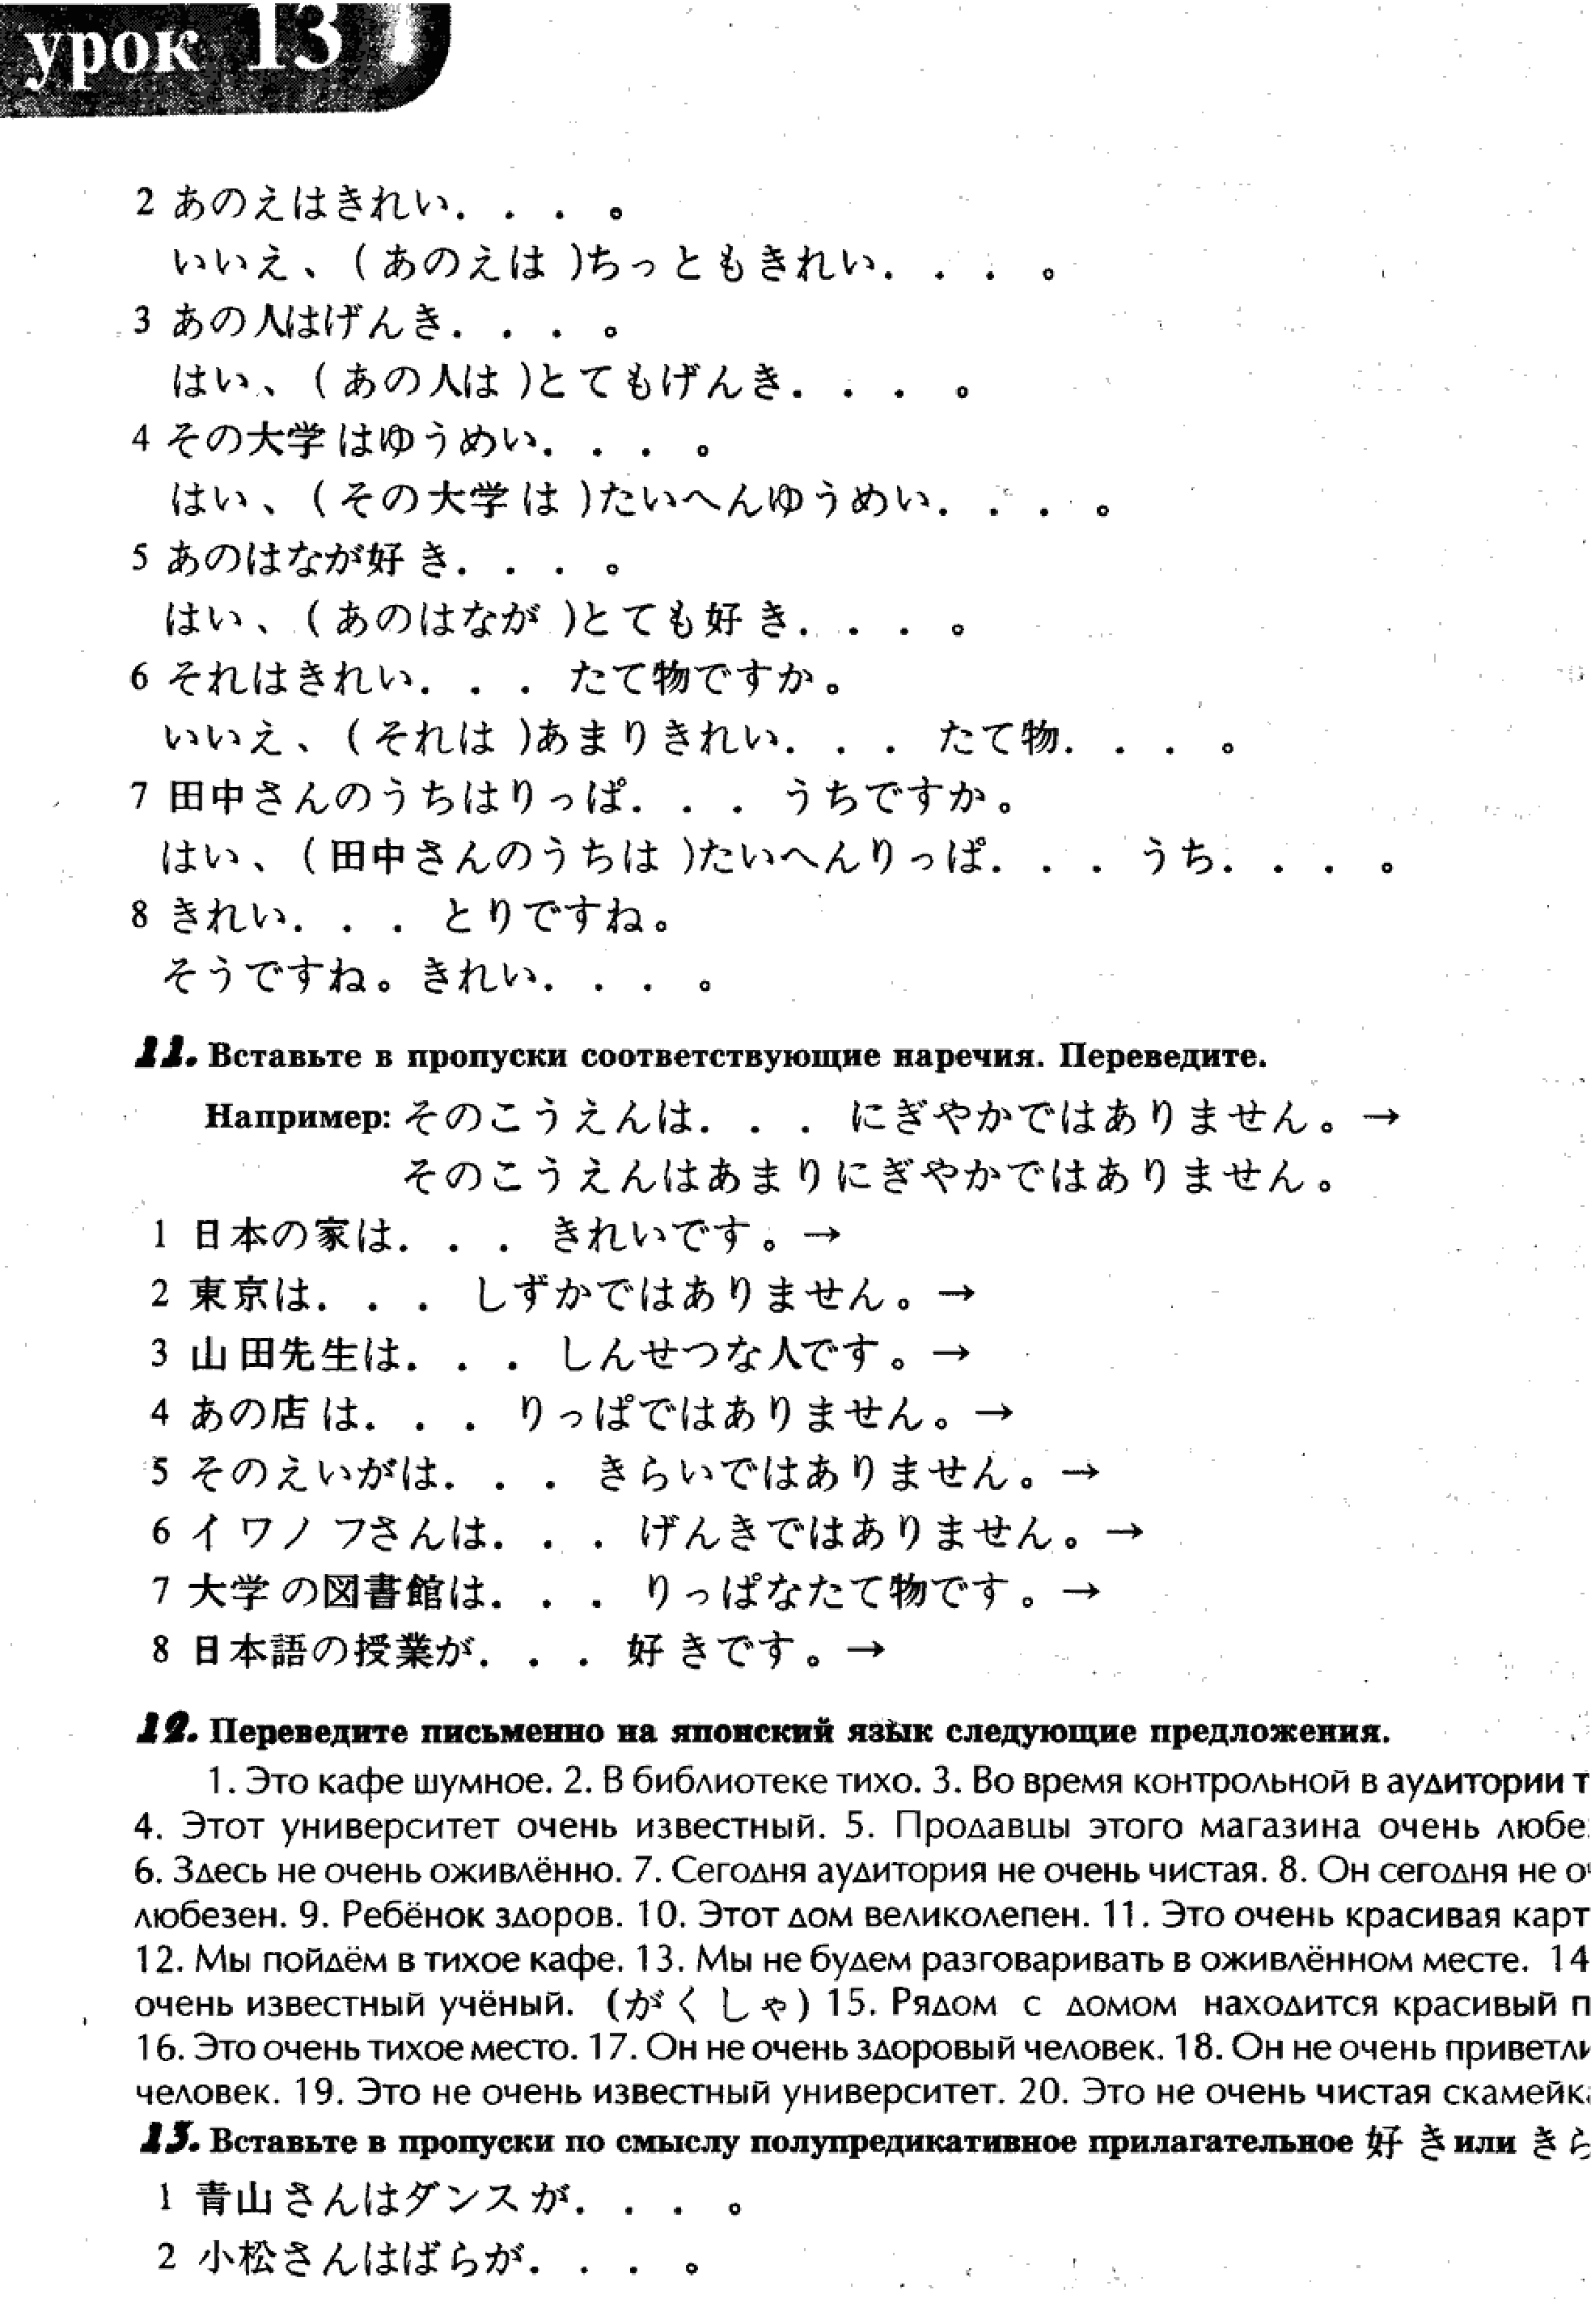 урок 13
2 あのえはきれい. . . 。
いいえ、(あのえは)ちっともきれい. . . 。
3 あの人はげんき. . . 。
はい、(あの人は)とてもげんき. . . 。
4 その大学はゆうめい. . . 。
はい、(その大学は)たいへんゆうめい. . . 。
5 あのはなが好き. . . 。
はい、(あのはなが)とても好き. . . 。
6 それはきれい. . . たて物ですか。
いいえ、(それは)あまりきれい. . . たて物. . . 。
7 田中さんのうちはりっぱ. . . うちですか。
はい、(田中さんのうちは)たいへんりっぱ. . . うち. . . 。
8 きれい. . . とりですね。
そうですね。きれい. . . 。
11. Вставьте в пропуски соответствующие наречия. Переведите.
Например: そのこうえんは. . . にぎやかではありません。→
そのこうえんはあまりにぎやかではありません。
1 日本の家は. . . きれいです。→
2 東京は. . . しずかではありません。→
3 山田先生は. . . しんせつな人です。→
4 あの店は. . . りっぱではありません。→
5 そのえいがは. . . きらいではありません。→
6 イワノフさんは. . . げんきではありません。→
7 大学の図書館は. . . りっぱなたて物です。→
8 日本語の授業が. . . 好きです。→
12. Переведите письменно на японский язык следующие предложения.
1. Это кафе шумное. 2. В библиотеке тихо. 3. Во время контрольной в аудитории т
4. Этот университет очень известный. 5. Продавцы этого магазина очень любе
6. Здесь не очень оживлённо. 7. Сегодня аудитория не очень чистая. 8. Он сегодня не о
любезен. 9. Ребёнок здоров. 10. Этот дом великолепен. 11. Это очень красивая карт
12. Мы пойдём в тихое кафе. 13. Мы не будем разговаривать в оживлённом месте. 14
очень известный учёный. (がくしゃ) 15. Рядом с домом находится красивый п
16. Это очень тихое место. 17. Он не очень здоровый человек. 18. Он не очень приветли
человек. 19. Это не очень известный университет. 20. Это не очень чистая скамейк
13. Вставьте в пропуски по смыслу полупредикативное прилагательное 好き или きら
1 青山さんはダンスが. . . 。
2 小松さんはばらが. . . 。